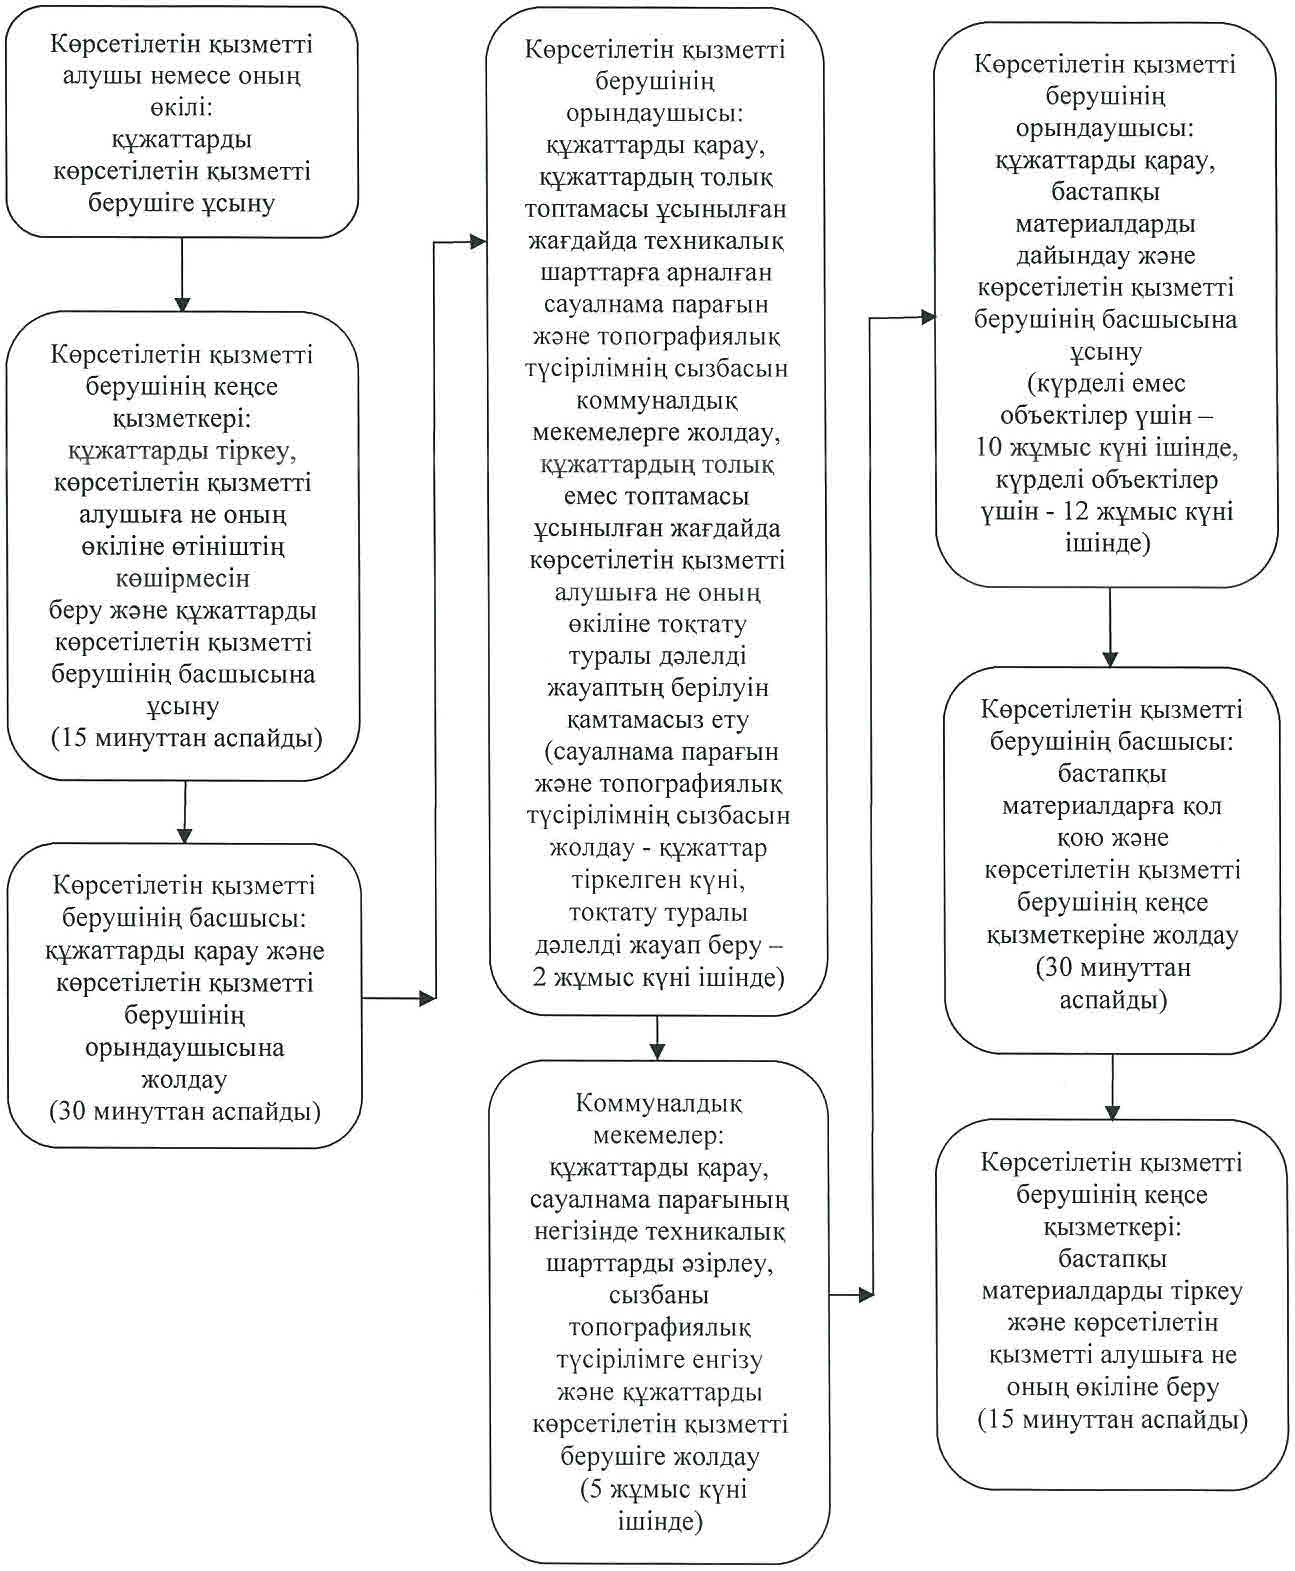 Көрсетілетін қызметті
алушы немесе оның
өкілі:
құжаттарды
көрсетілетін қызметті
берушіге ұсыну
Көрсетілетін қызметті
берушінің кеңсе
қызметкері:
құжаттарды тіркеу,
көрсетілетін қызметті
алушыға не оның
өкіліне өтініштің
көшірмесін
беру және құжаттарды
көрсетілетін қызметті
берушінің басшысына
ұсыну
(15 минуттан аспайды)
Көрсетілетін қызметті
берушінің басшысы:
құжаттарды қарау және
көрсетілетін қызметті
берушінің
орындаушысына
жолдау
(30 минуттан аспайды)
Көрсетілетін қызметті
берушінің
орындаушысы:
құжаттарды қарау,
құжаттардың толық
топтамасы ұсынылған
жағдайда техникалық
шарттарға арналған
сауалнама парағын
және топографиялық
түсірілімнің сызбасын
коммуналдық
мекемелерге жолдау,
құжаттардың толық
емес топтамасы
ұсынылған жағдайда
көрсетілетін қызметті
алушыға не оның
өкіліне тоқтату
туралы дәлелді
жауаптың берілуін
қамтамасыз ету
(сауалнама парағын
және топографиялық
түсірілімнің сызбасын
жолдау - құжаттар
тіркелген күні,
тоқтату туралы
дәлелді жауап беру –
2 жұмыс күні ішінде)
Коммуналдық
мекемелер:
құжаттарды қарау,
сауалнама парағының
негізінде техникалық
шарттарды әзірлеу,
сызбаны
топографиялық
түсірілімге енгізу
және құжаттарды
көрсетілетін қызметті
берушіге жолдау
(5 жұмыс күні
ішінде)
Көрсетілетін қызметті
берушінің
орындаушысы:
құжаттарды қарау,
бастапқы
материалдарды
дайындау және
көрсетілетін қызметті
берушінің басшысына
ұсыну
(күрделі емес
объектілер үшін –
10 жұмыс күні ішінде,
күрделі объектілер
үшін - 12 жұмыс күні
ішінде)
Көрсетілетін қызметті
берушінің басшысы:
бастапқы
материалдарға қол
қою және
көрсетілетін қызметті
берушінің кеңсе
қызметкеріне жолдау
(30 минуттан
аспайды)
Көрсетілетін қызметті
берушінің кеңсе
қызметкері:
бастапқы
материалдарды тіркеу
және көрсетілетін
қызметті алушыға не
оның өкіліне беру
(15 минуттан аспайды)